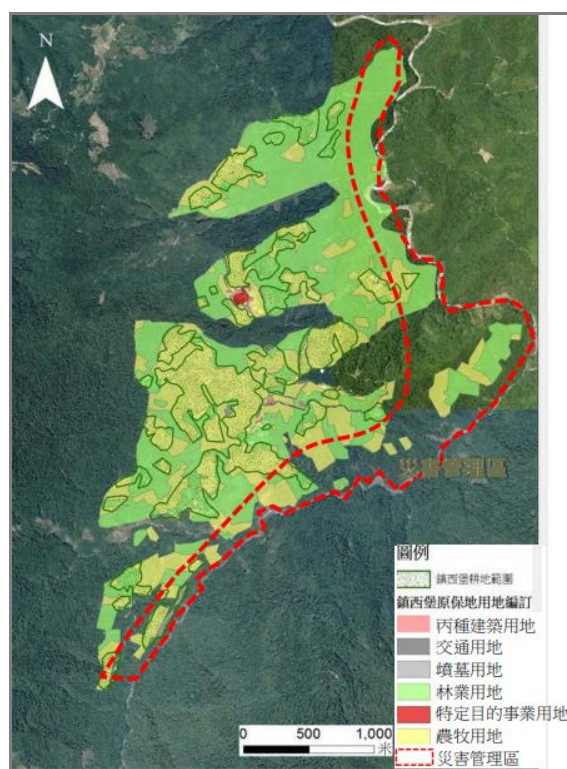 N
災害管理區
圖例
鎮西堡耕地範圍
鎮西堡原保地用地編訂
丙種建築用地
交通用地
墳墓用地
林業用地
特定目的事業用地
農牧用地
災害管理區
0 500 1,000
米